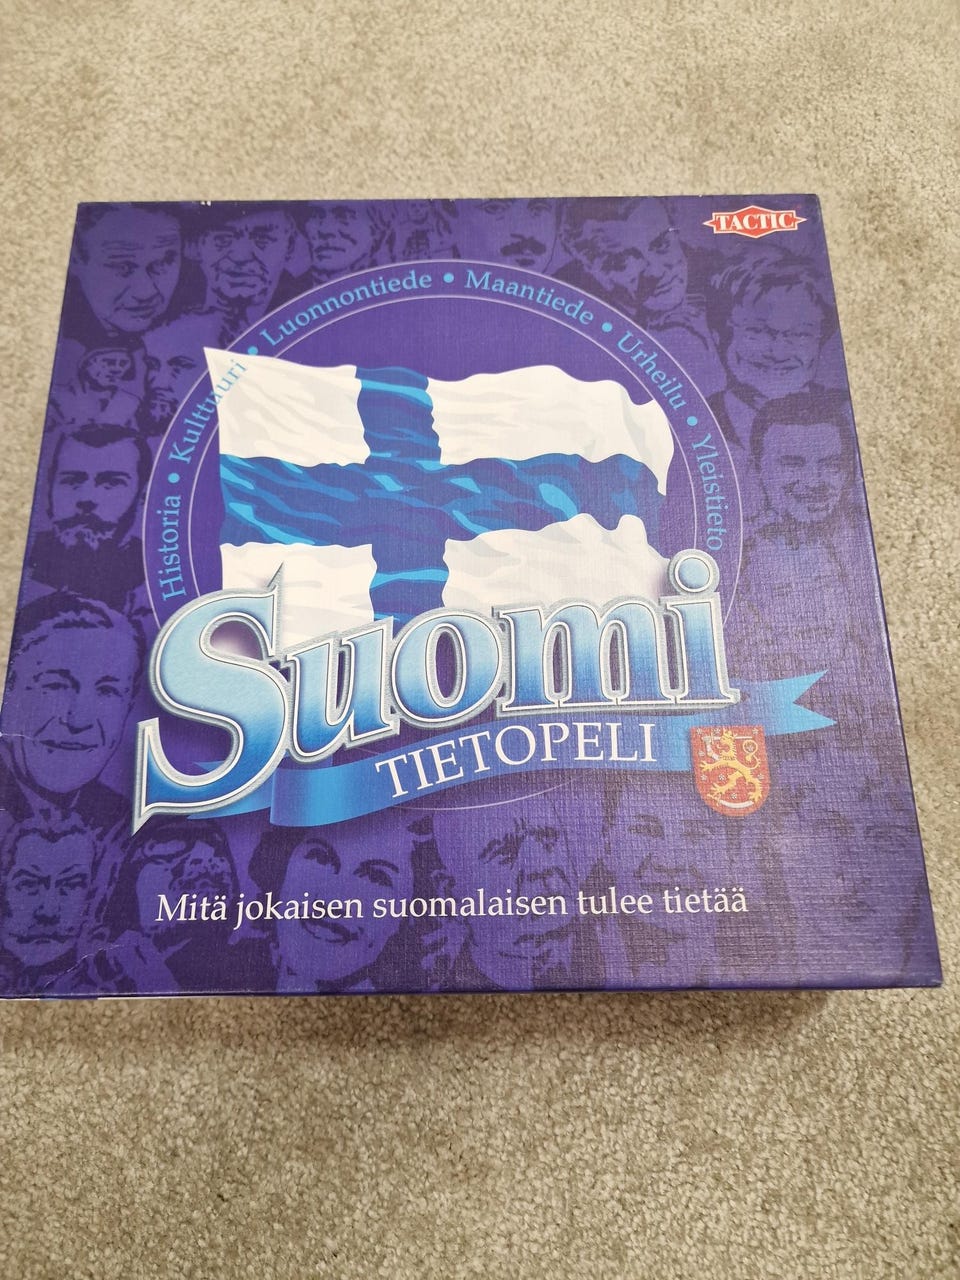 TACTIC
Historia • Kulttuuri • Luonnontiede • Maantiede • Urheilu • Yleistieto
Suomi
TIETOPELI
Mitä jokaisen suomalaisen tulee tietää